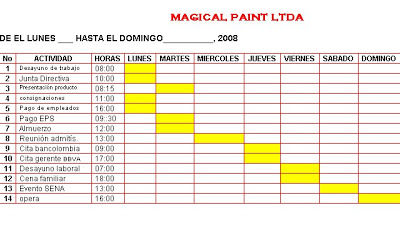 MAGICAL PAINT LTDA
DE EL LUNES ___ HASTA EL DOMINGO__________, 2008
No ACTIVIDAD HORAS LUNES MARTES MIERCOLES JUEVES VIERNES SABADO DOMINGO
1 Desayuno de trabajo 08:00
2 Junta Directiva 10:00
3 Presentación producto 08:15
4 consignaciones 11:00
5 Pago de empleados 16:00
6 Pago EPS 09:30
7 Almuerzo 12:00
8 Reunión admitís. 13:00
9 Cita bancolombia 09:00
10 Cita gerente BBVA 17:00
11 Desayuno laboral 07:00
12 Cena familiar 18:00
13 Evento SENA 13:00
14 opera 16:00